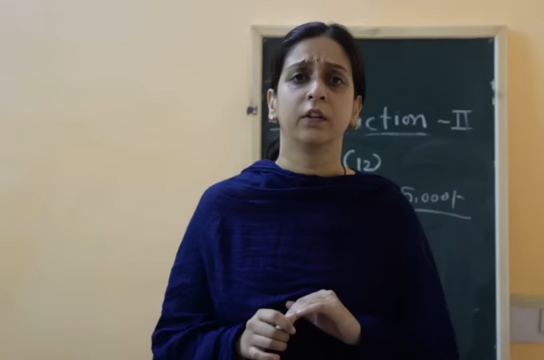 ction - II
(12)
5,000/-